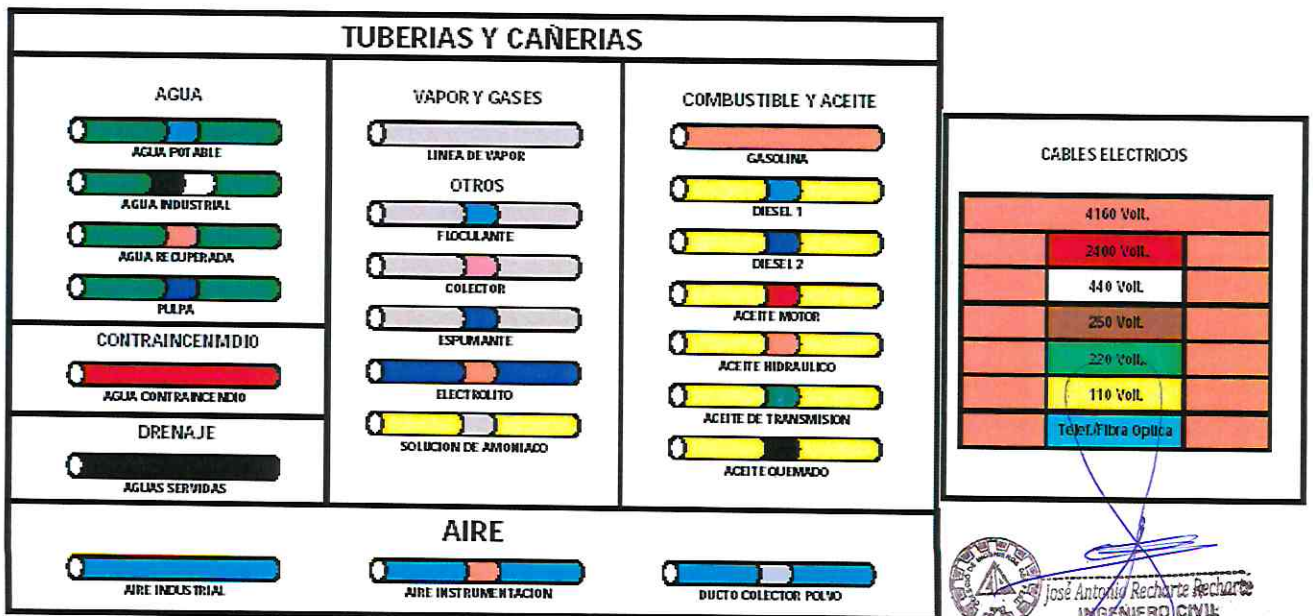 TUBERIAS Y CAÑERIAS
AGUA
AGUA POTABLE
AGUA INDUSTRIAL
AGUA RECUPERADA
PULPA
CONTRAINCENMDIO
AGUA CONTRAINCENDIO
DRENAJE
AGUAS SERVIDAS
VAPOR Y GASES
LINEA DE VAPOR
OTROS
FLOCULANTE
COLECTOR
ESPUMANTE
ELECTROLITO
SOLUCION DE AMONIACO
COMBUSTIBLE Y ACEITE
GASOLINA
DIESEL 1
DIESEL 2
ACEITE MOTOR
ACEITE HIDRAULICO
ACEITE DE TRANSMISION
ACEITE QUEMADO
AIRE
AIRE INDUSTRIAL
AIRE INSTRUMENTACION
DUCTO COLECTOR POLVO
CABLES ELECTRICOS
4160 Volt.
2400 Volt.
440 Volt.
250 Volt.
220 Volt.
110 Volt.
Telef./Fibra Optica
José Antonio Recharte Recharte
INGENIERO CIVIL